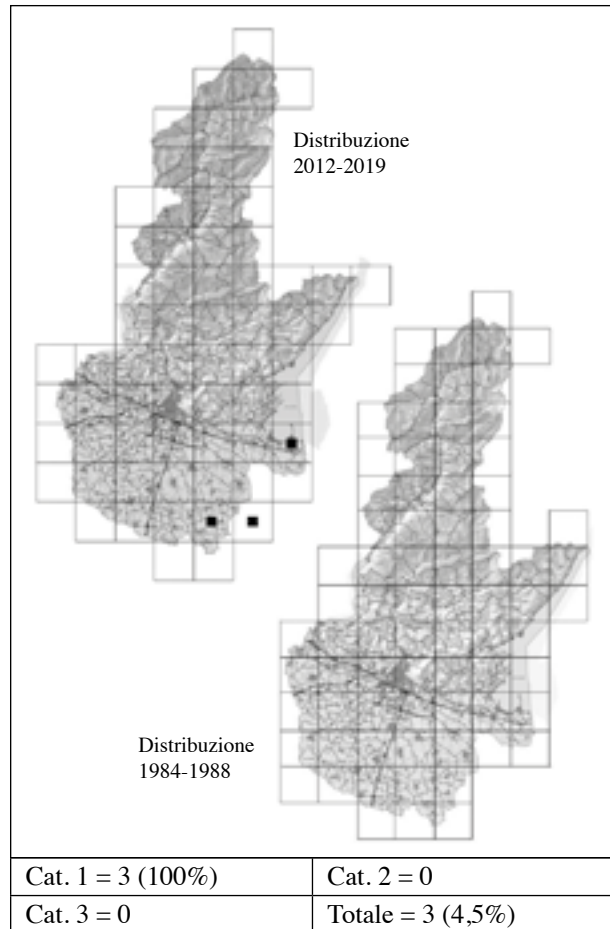 Distribuzione
2012-2019
Distribuzione
1984-1988
Cat. 1 = 3 (100%)
Cat. 2 = 0
Cat. 3 = 0
Totale = 3 (4,5%)